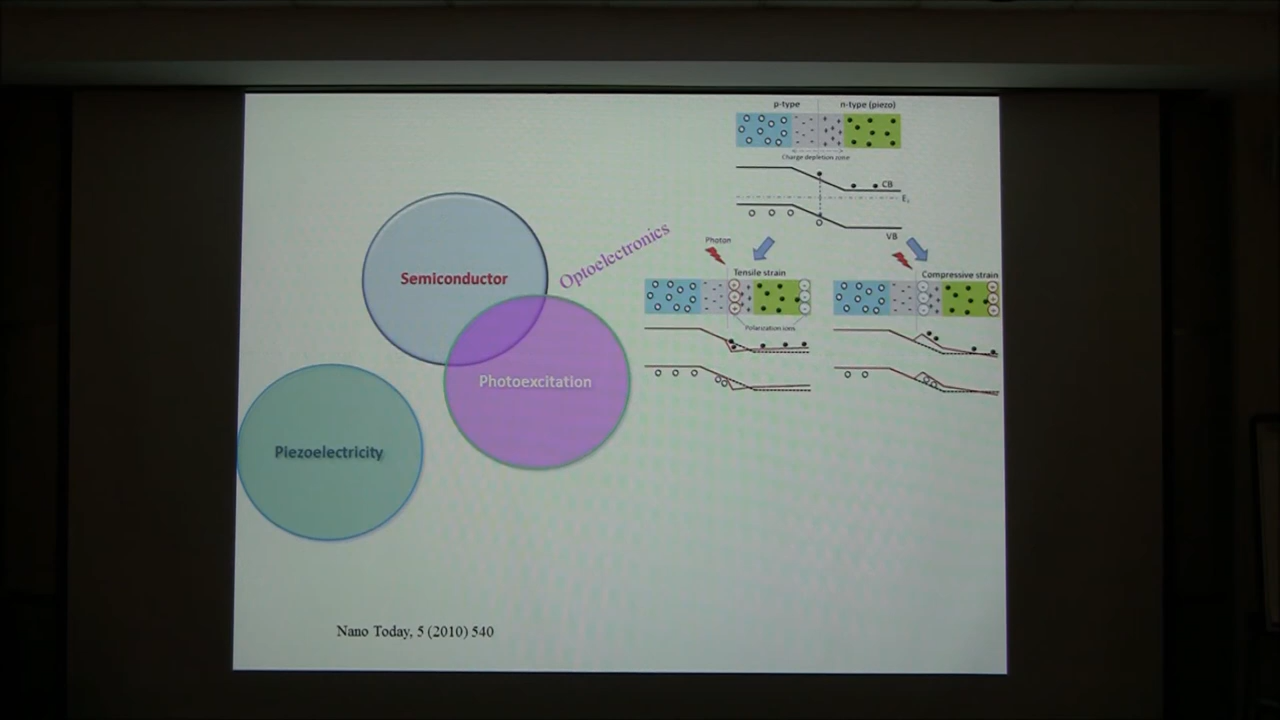 p-type n-type (piezo)
Charge depletion zone
CB
VB
Optoelectronics
Photon
Tensile strain
Compressive strain
Polarization ions
Semiconductor
Photoexcitation
Piezoelectricity
Nano Today, 5 (2010) 540